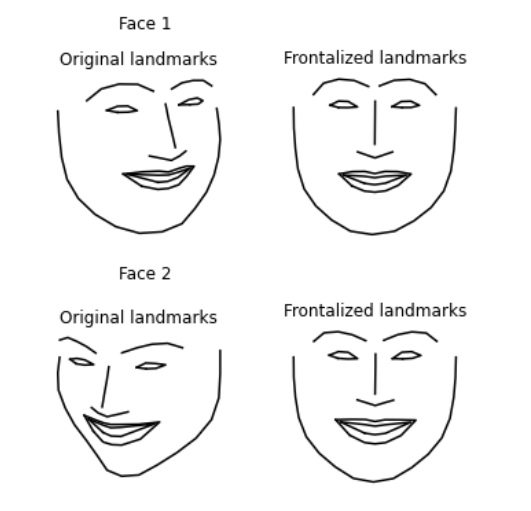 Face 1
Original landmarks
Frontalized landmarks
Face 2
Original landmarks
Frontalized landmarks